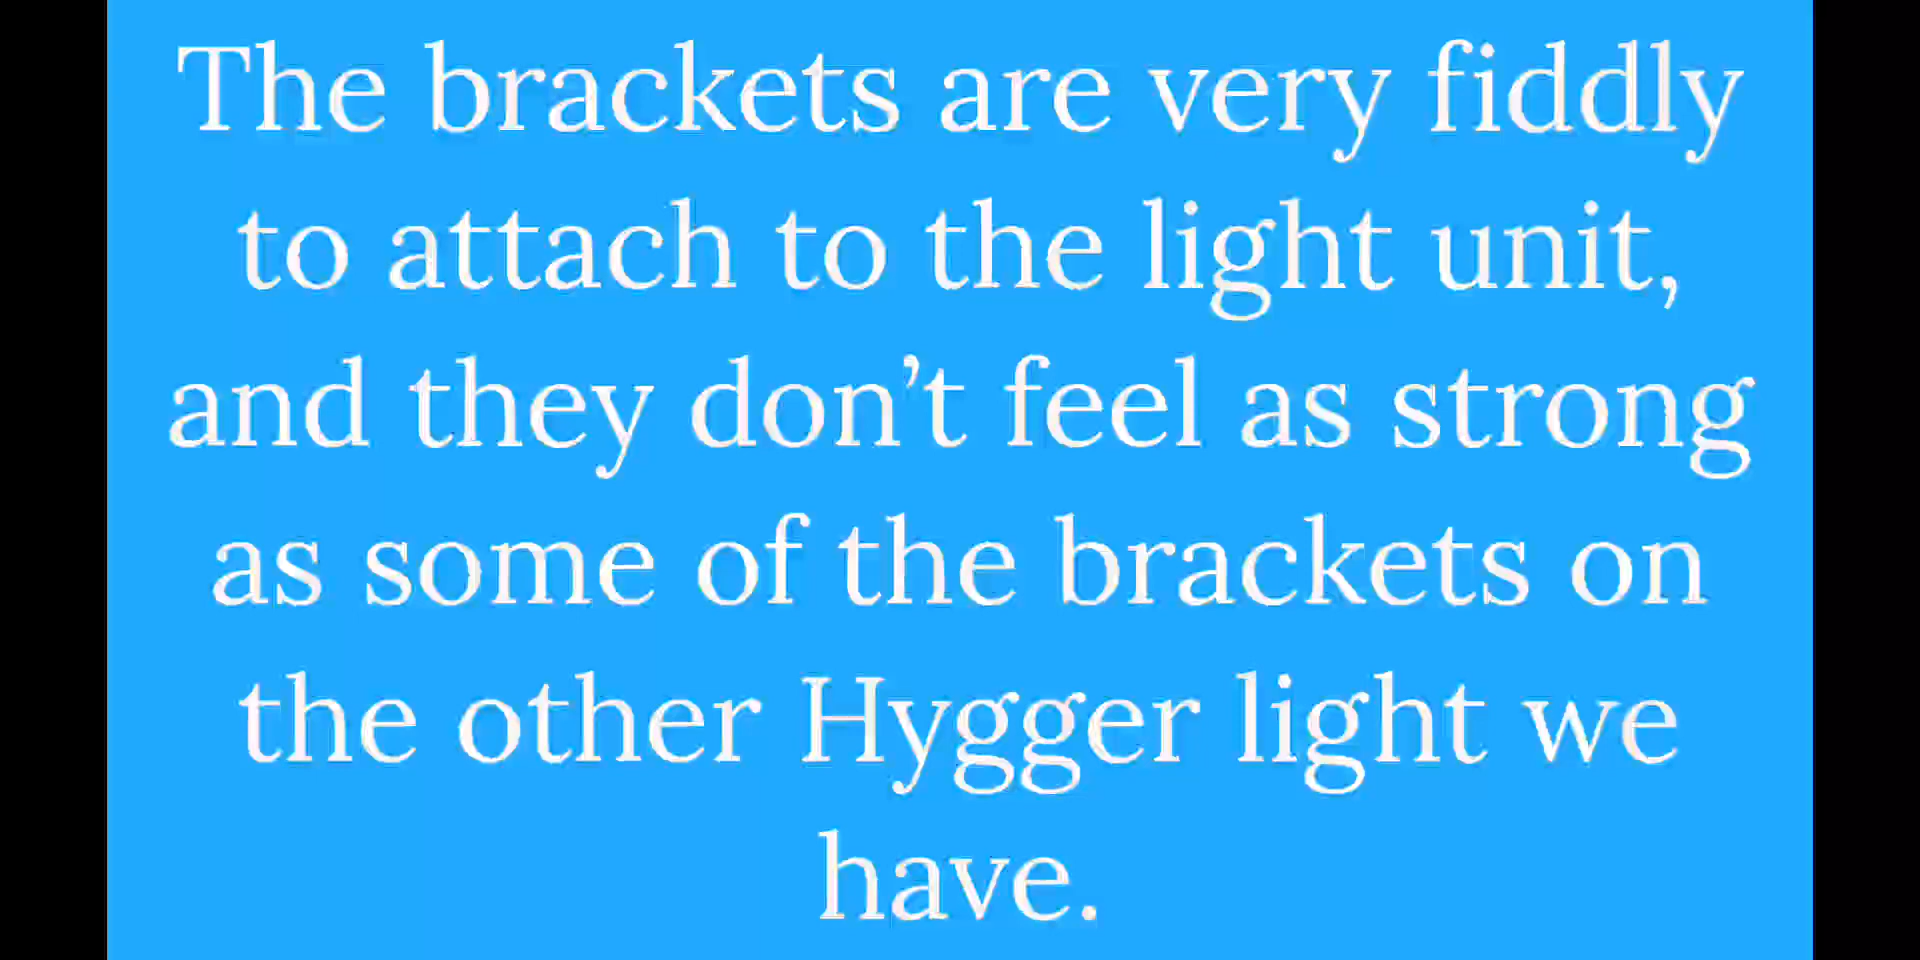 The brackets are very fiddly
to attach to the light unit,
and they don’t feel as strong
as some of the brackets on
the other Hygger light we
have.